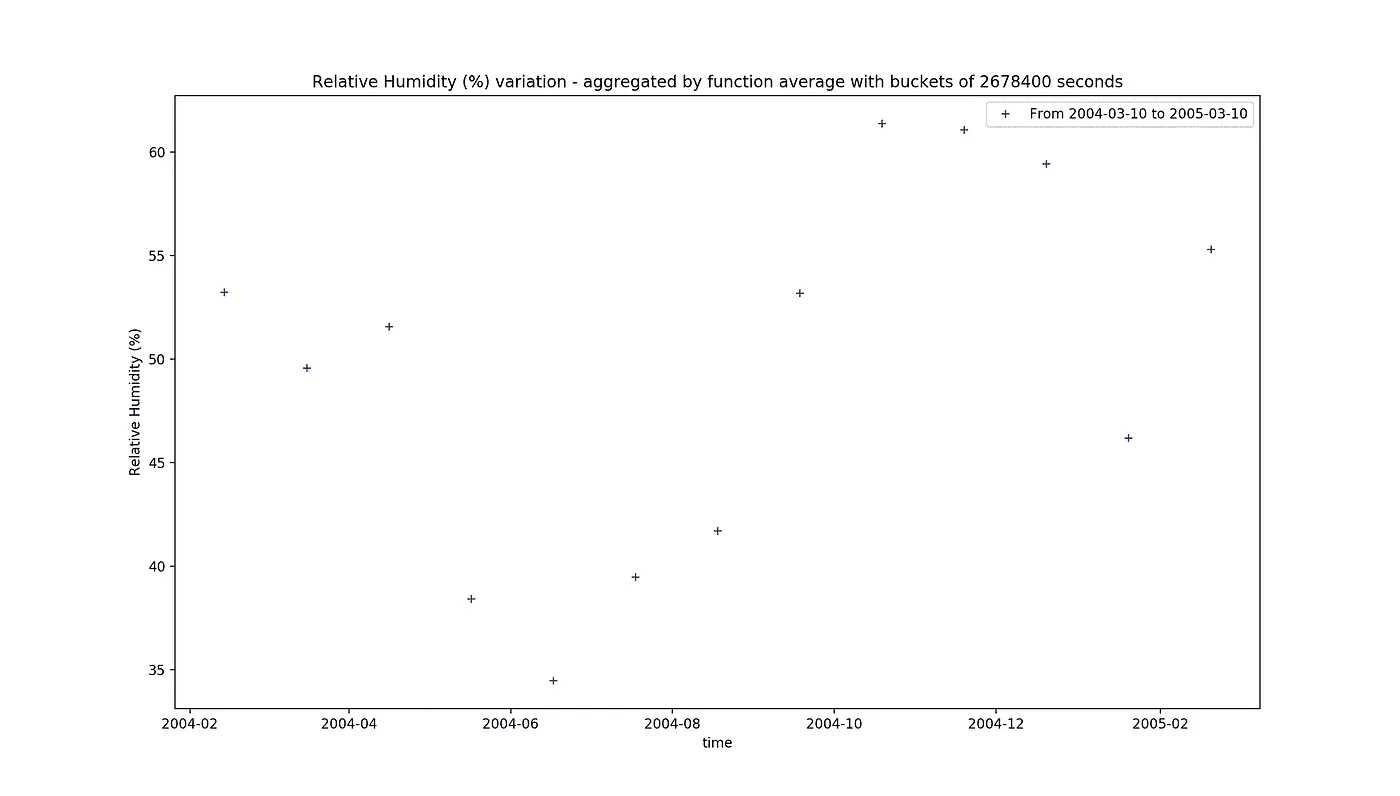 Relative Humidity (%) variation - aggregated by function average with buckets of 2678400 seconds
From 2004-03-10 to 2005-03-10
60
55
50
45
40
35
Relative Humidity (%)
2004-02 2004-04 2004-06 2004-08 2004-10 2004-12 2005-02
time